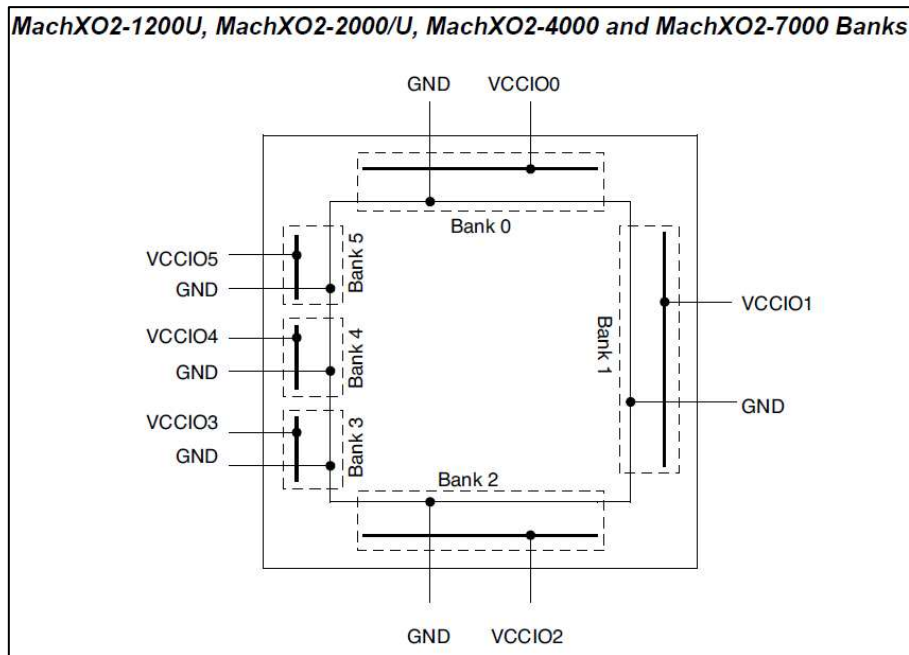 MachXO2-1200U, MachXO2-2000/U, MachXO2-4000 and MachXO2-7000 Banks
GND
VCCIO0
Bank 0
VCCIO5
GND
Bank 5
VCCIO4
GND
Bank 4
VCCIO3
GND
Bank 3
Bank 1
VCCIO1
GND
Bank 2
GND
VCCIO2